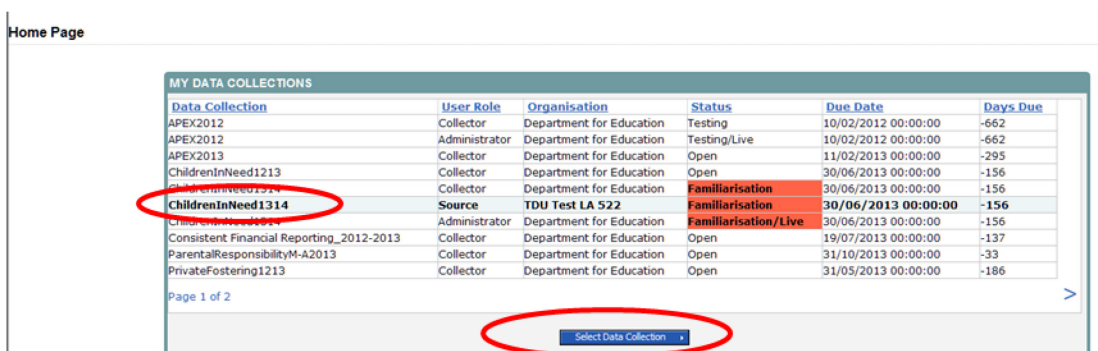 Home Page
MY DATA COLLECTIONS
Data Collection User Role Organisation Status Due Date Days Due
APEX2012 Collector Department for Education Testing 10/02/2012 00:00:00 -662
APEX2012 Administrator Department for Education Testing/Live 10/02/2012 00:00:00 -662
APEX2013 Collector Department for Education Open 11/02/2013 00:00:00 -295
ChildrenInNeed1213 Collector Department for Education Open 30/06/2013 00:00:00 -156
ChildrenInNeed1314 Collector Department for Education Familiarisation 30/06/2013 00:00:00 -156
ChildrenInNeed1314 Source TDU Test LA 522 Familiarisation 30/06/2013 00:00:00 -156
ChildrenInNeed1314 Administrator Department for Education Familiarisation/Live 30/06/2013 00:00:00 -156
Consistent Financial Reporting_2012-2013 Collector Department for Education Open 19/07/2013 00:00:00 -137
ParentalResponsibilityM-A2013 Collector Department for Education Open 31/10/2013 00:00:00 -33
PrivateFostering1213 Collector Department for Education Open 31/05/2013 00:00:00 -186
Page 1 of 2 >
Select Data Collection